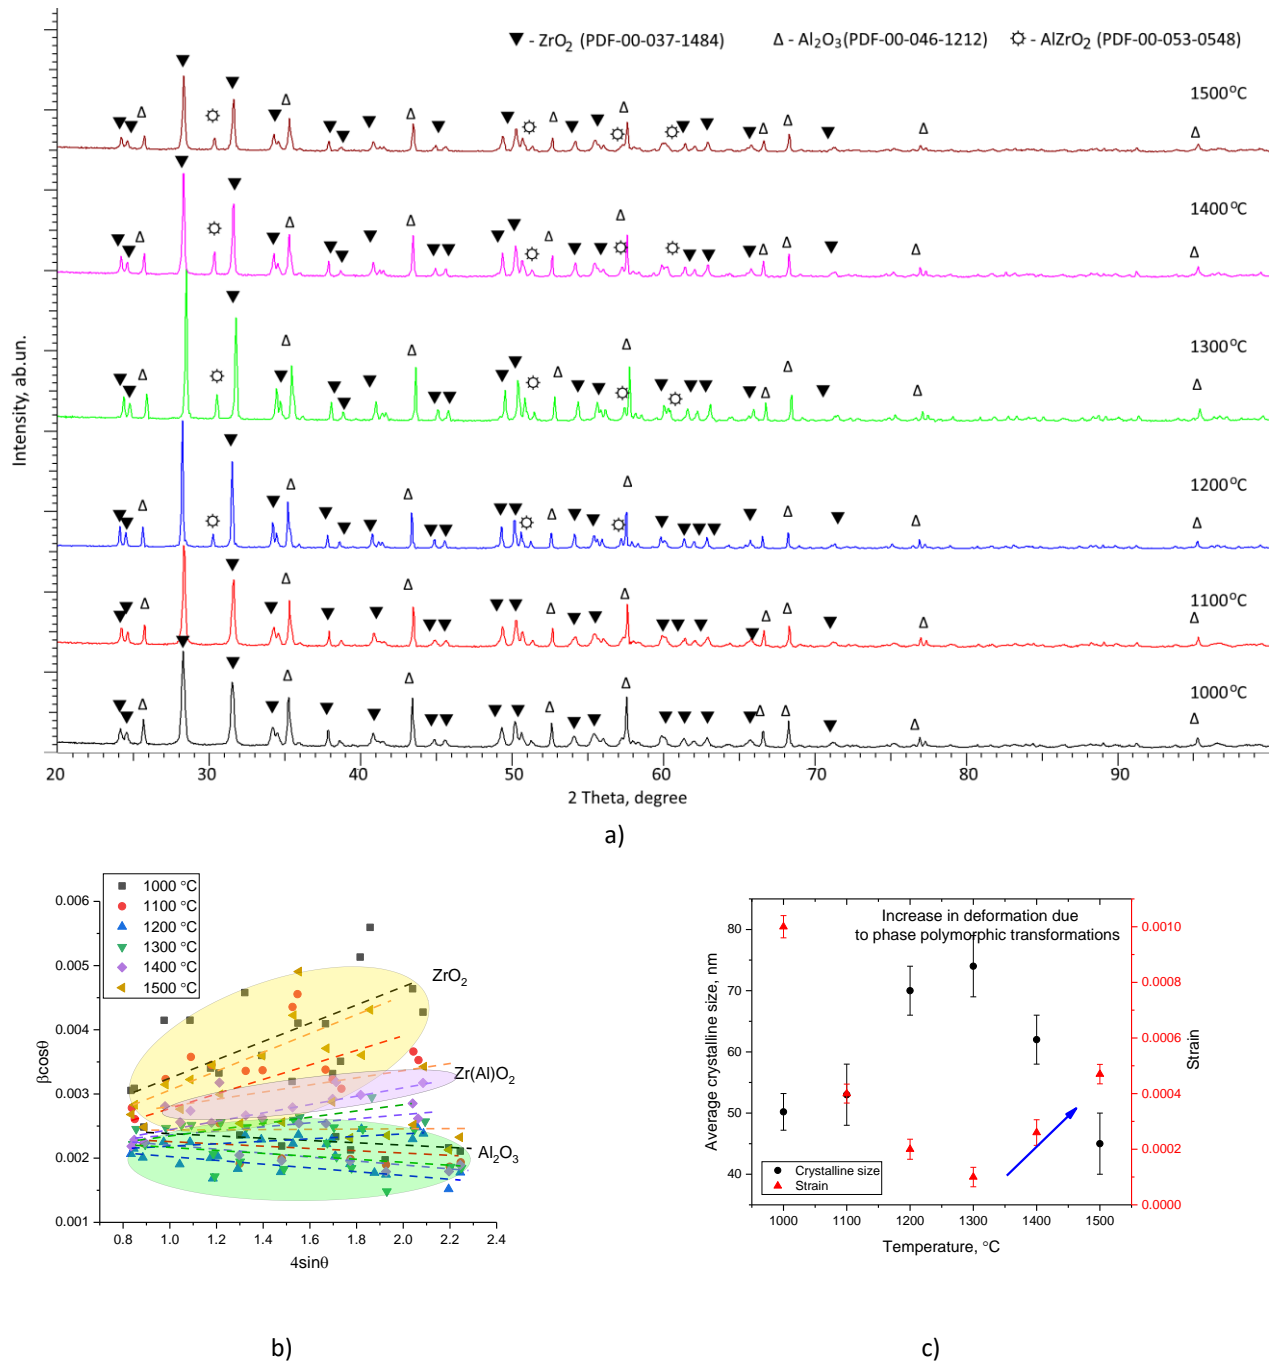 ▼ - ZrO₂ (PDF-00-037-1484) Δ - Al₂O₃(PDF-00-046-1212) ☼ - AlZrO₂ (PDF-00-053-0548)
1500°C
1400°C
1300°C
1200°C
1100°C
1000°C
Intensity, ab.un.
20 30 40 50 60 70 80 90
2 Theta, degree
a)
0.006
0.005
0.004
0.003
0.002
0.001
βcosθ
1000 °C
1100 °C
1200 °C
1300 °C
1400 °C
1500 °C
ZrO₂
Zr(Al)O₂
Al₂O₃
0.8 1.0 1.2 1.4 1.6 1.8 2.0 2.2 2.4
4sinθ
b)
Increase in deformation due
to phase polymorphic transformations
80
70
60
50
40
Average crystalline size, nm
0.0010
0.0008
0.0006
0.0004
0.0002
0.0000
Strain
Crystalline size
Strain
1000 1100 1200 1300 1400 1500
Temperature, °C
c)